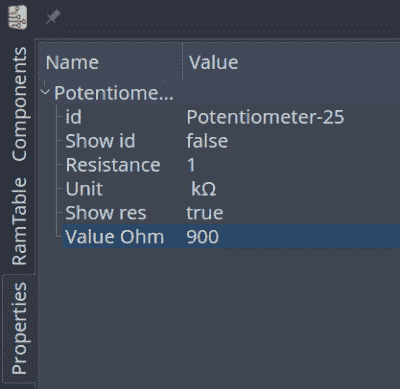 Name Value
Potentiome...
id Potentiometer-25
Show id false
Resistance 1
Unit kΩ
Show res true
Value Ohm 900
Components
RamTable
Properties